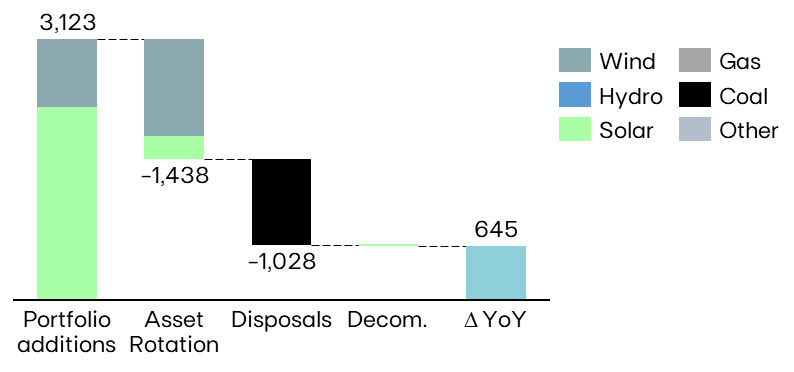 3,123
-1,438
-1,028
645
Portfolio
additions
Asset
Rotation
Disposals
Decom.
Δ YoY
Wind
Gas
Hydro
Coal
Solar
Other